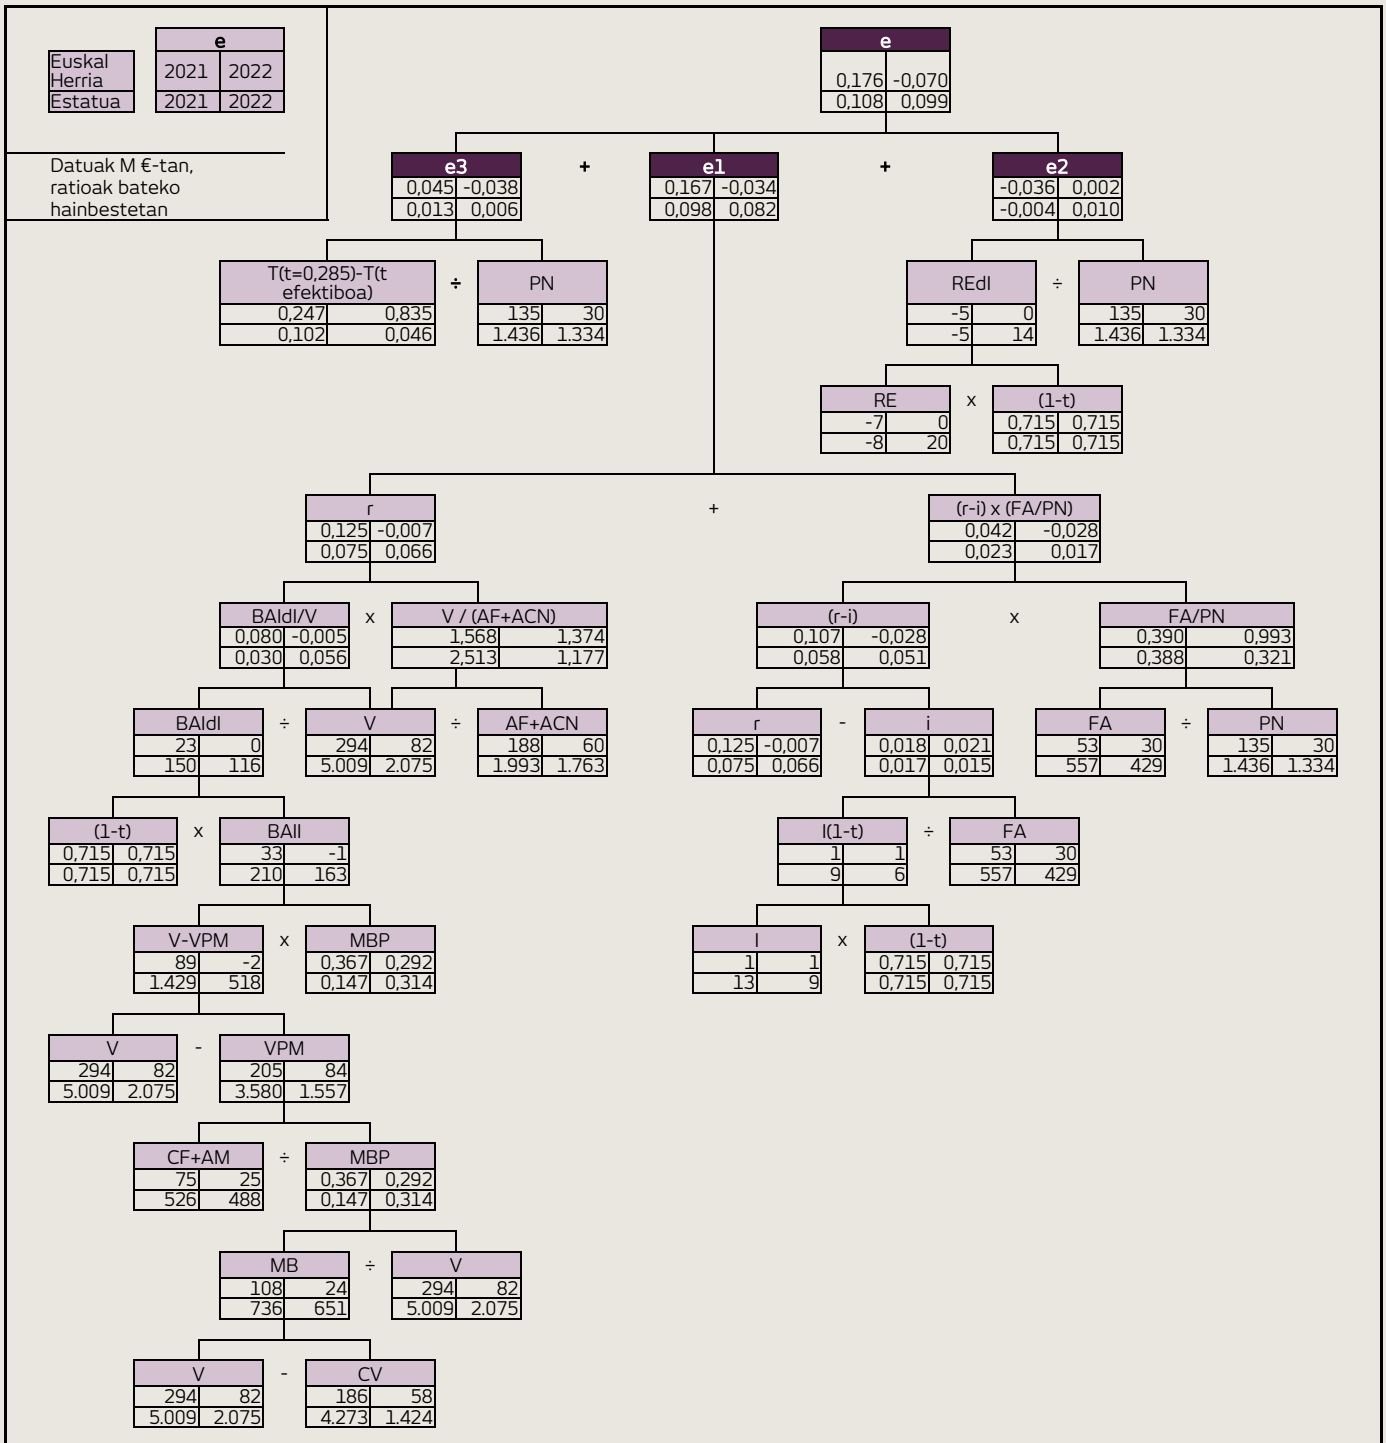 e
Euskal Herria 2021 2022
Estatua 2021 2022
Datuak M €-tan,
ratioak bateko
hainbestetan
e
0,176 -0,070
0,108 0,099
e3 + e1 + e2
0,045 -0,038 0,167 -0,034 -0,036 0,002
0,013 0,006 0,098 0,082 -0,004 0,010
T(t=0,285)-T(t efektiboa) ÷ PN REdI ÷ PN
0,247 0,835 135 30 -5 0 135 30
0,102 0,046 1.436 1.334 -5 14 1.436 1.334
RE x (1-t)
-7 0 0,715 0,715
-8 20 0,715 0,715
r + (r-i) x (FA/PN)
0,125 -0,007 0,042 -0,028
0,075 0,066 0,023 0,017
BAIdI/V x V / (AF+ACN) (r-i) x FA/PN
0,080 -0,005 1,568 1,374 0,107 -0,028 0,390 0,993
0,030 0,056 2,513 1,177 0,058 0,051 0,388 0,321
BAIdI ÷ V ÷ AF+ACN r - i FA ÷ PN
23 0 294 82 188 60 0,125 -0,007 0,018 0,021 53 30 135 30
150 116 5.009 2.075 1.993 1.763 0,075 0,066 0,017 0,015 557 429 1.436 1.334
(1-t) x BAII I(1-t) ÷ FA
0,715 0,715 33 -1 1 1 53 30
0,715 0,715 210 163 9 6 557 429
V-VPM x MBP I x (1-t)
89 -2 0,367 0,292 1 1 0,715 0,715
1.429 518 0,147 0,314 13 9 0,715 0,715
V - VPM
294 82 205 84
5.009 2.075 3.580 1.557
CF+AM ÷ MBP
75 25 0,367 0,292
526 488 0,147 0,314
MB ÷ V
108 24 294 82
736 651 5.009 2.075
V - CV
294 82 186 58
5.009 2.075 4.273 1.424